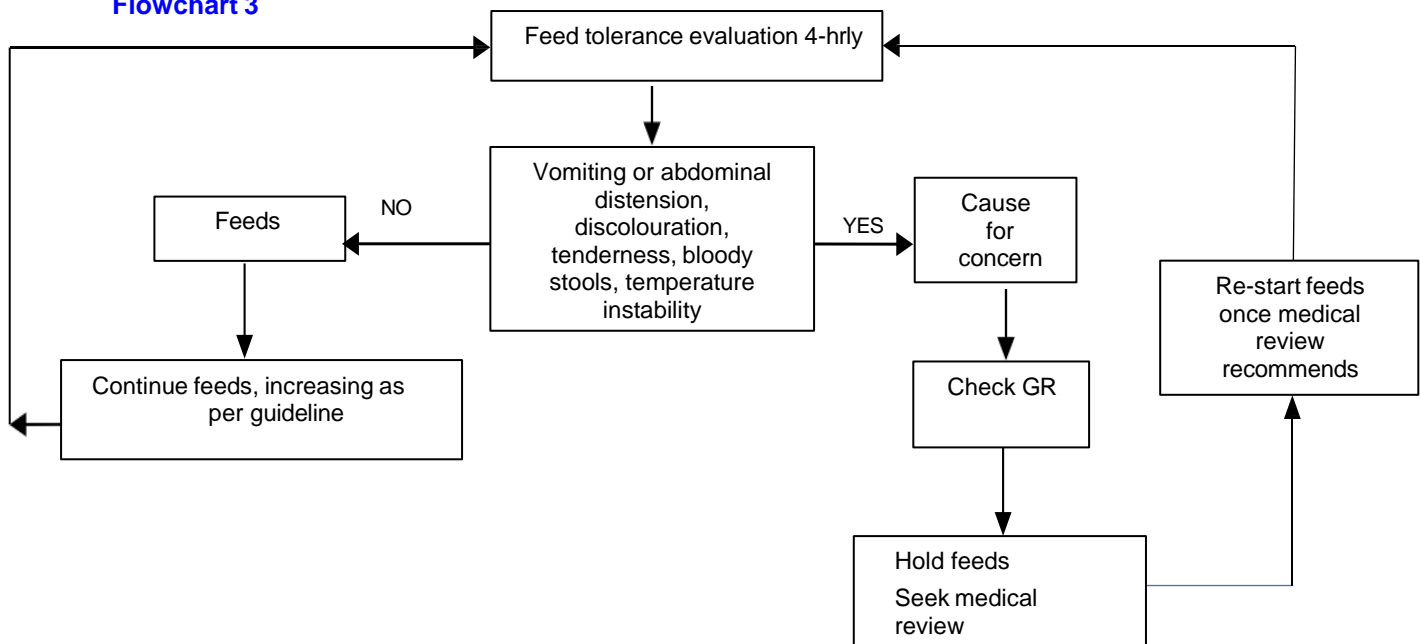 Flowchart 3
Feed tolerance evaluation 4-hrly
Vomiting or abdominal
distension,
discolouration,
tenderness, bloody
stools, temperature
instability
NO
Feeds
Continue feeds, increasing as
per guideline
YES
Cause
for
concern
Check GR
Hold feeds
Seek medical
review
Re-start feeds
once medical
review
recommends